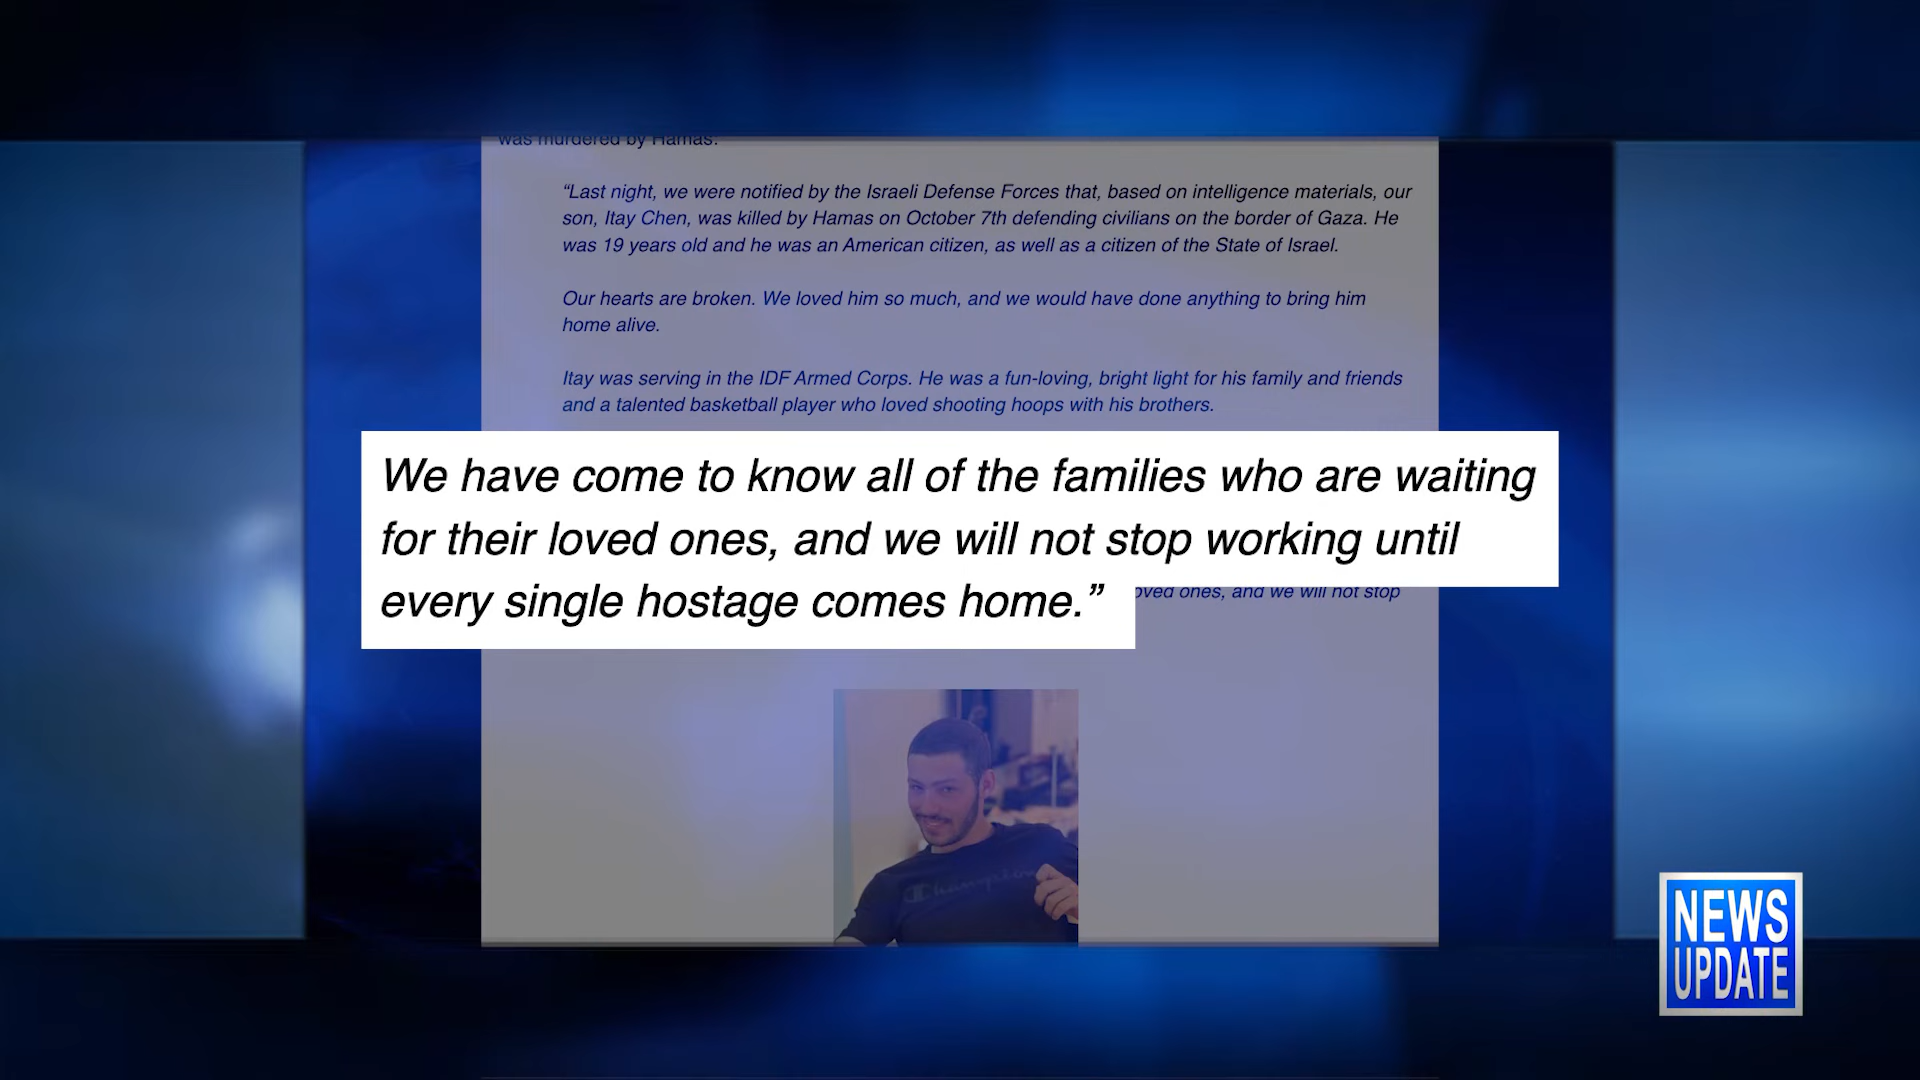 was murdered by Hamas.
“Last night, we were notified by the Israeli Defense Forces that, based on intelligence materials, our
son, Itay Chen, was killed by Hamas on October 7th defending civilians on the border of Gaza. He
was 19 years old and he was an American citizen, as well as a citizen of the State of Israel.
Our hearts are broken. We loved him so much, and we would have done anything to bring him
home alive.
Itay was serving in the IDF Armed Corps. He was a fun-loving, bright light for his family and friends
and a talented basketball player who loved shooting hoops with his brothers.
We have come to know all of the families who are waiting
for their loved ones, and we will not stop working until
every single hostage comes home.”
ones, and we will not stop
Champion
NEWS
UPDATE